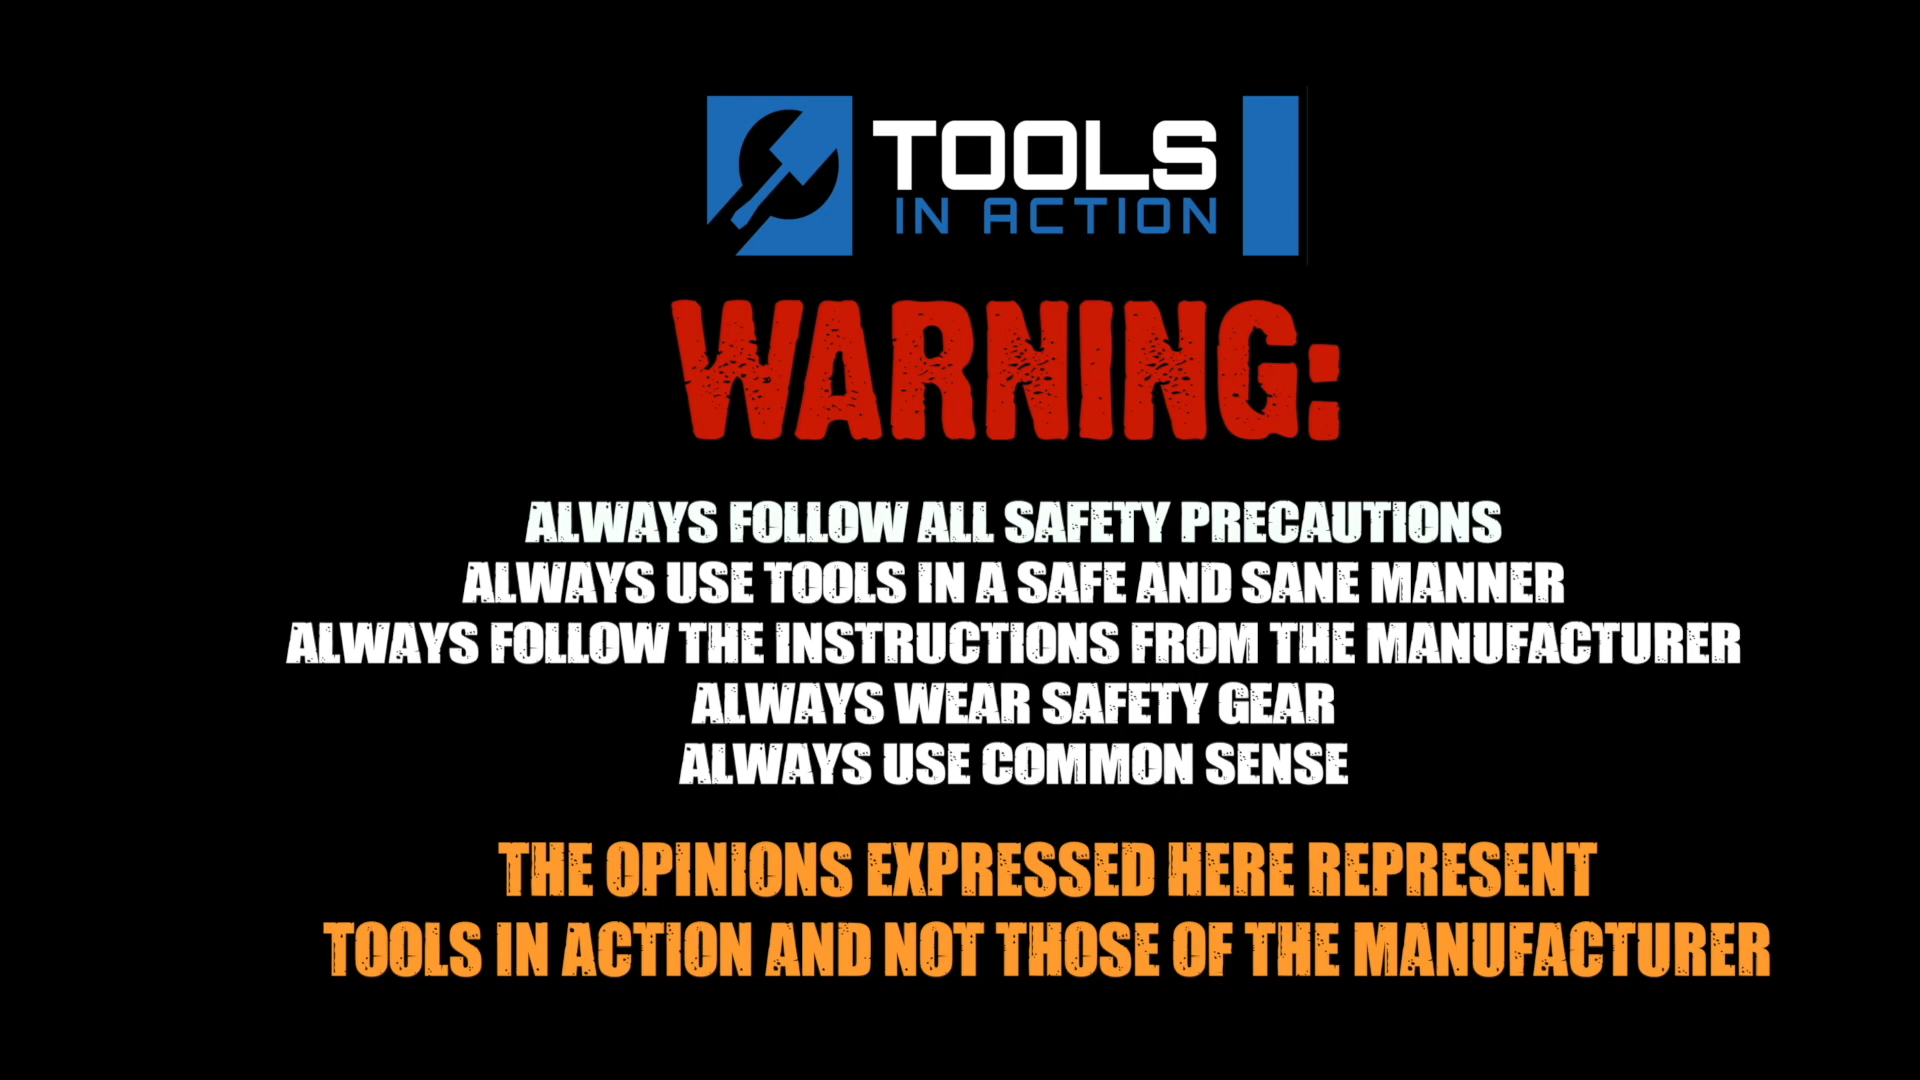 TOOLS
IN ACTION
WARNING:
ALWAYS FOLLOW ALL SAFETY PRECAUTIONS
ALWAYS USE TOOLS IN A SAFE AND SANE MANNER
ALWAYS FOLLOW THE INSTRUCTIONS FROM THE MANUFACTURER
ALWAYS WEAR SAFETY GEAR
ALWAYS USE COMMON SENSE
THE OPINIONS EXPRESSED HERE REPRESENT
TOOLS IN ACTION AND NOT THOSE OF THE MANUFACTURER